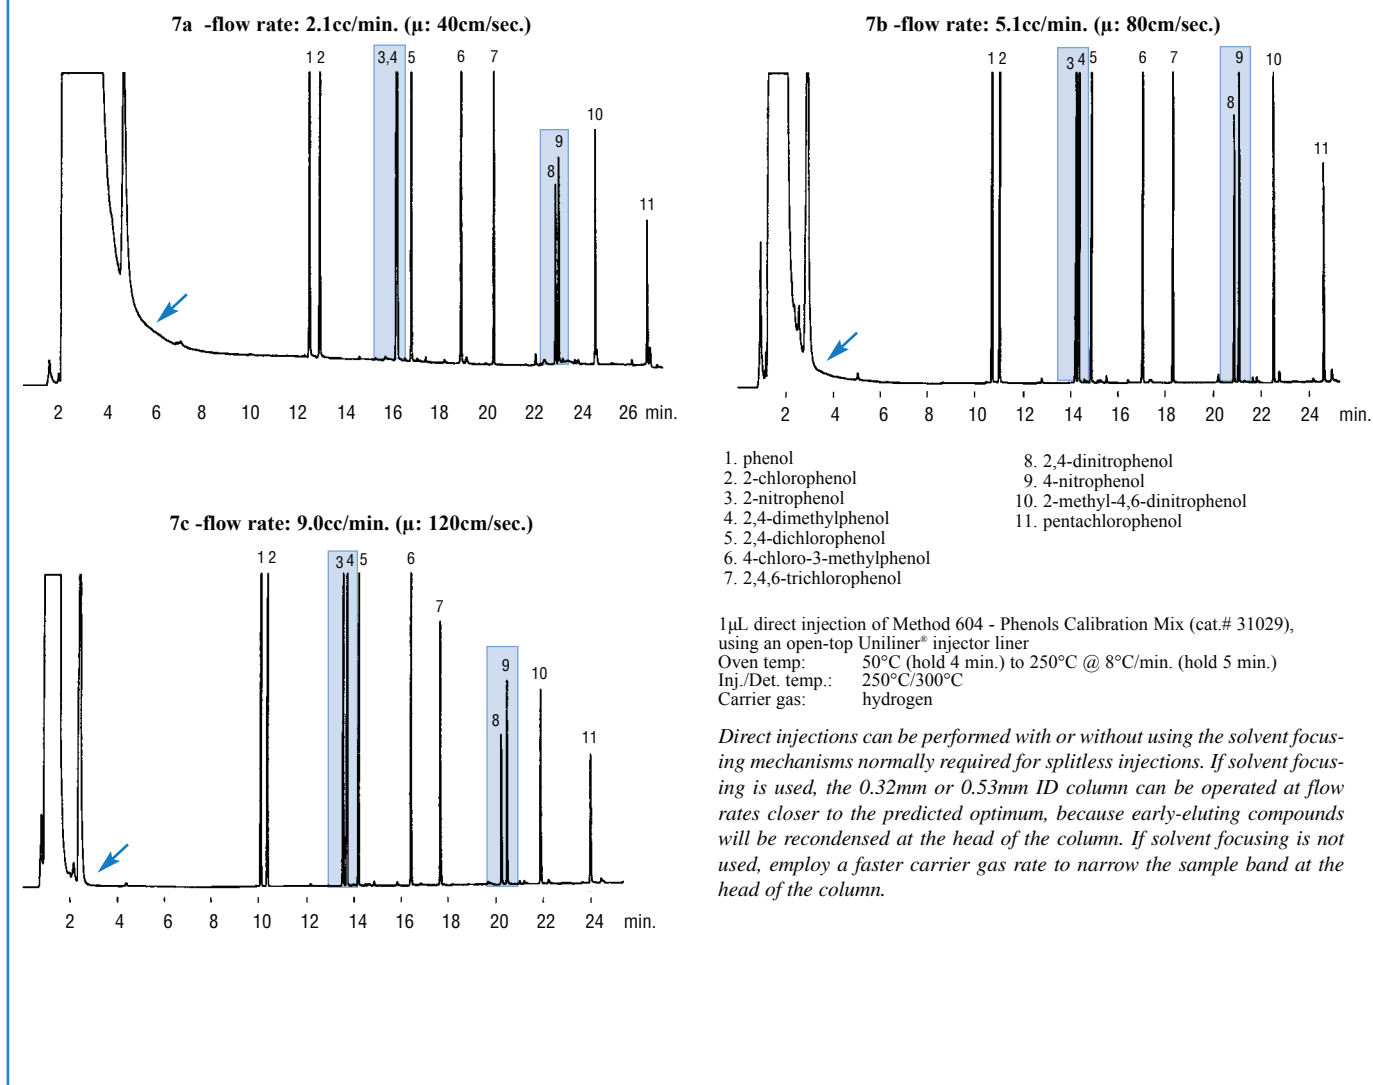 7a -flow rate: 2.1cc/min. (µ: 40cm/sec.)
1 2 3,4 5 6 7 8 9 10 11
2 4 6 8 10 12 14 16 18 20 22 24 26 min.
7b -flow rate: 5.1cc/min. (µ: 80cm/sec.)
1 2 3 4 5 6 7 8 9 10 11
2 4 6 8 10 12 14 16 18 20 22 24 min.
7c -flow rate: 9.0cc/min. (µ: 120cm/sec.)
1 2 3 4 5 6 7 8 9 10 11
2 4 6 8 10 12 14 16 18 20 22 24 min.
1. phenol
2. 2-chlorophenol
3. 2-nitrophenol
4. 2,4-dimethylphenol
5. 2,4-dichlorophenol
6. 4-chloro-3-methylphenol
7. 2,4,6-trichlorophenol
8. 2,4-dinitrophenol
9. 4-nitrophenol
10. 2-methyl-4,6-dinitrophenol
11. pentachlorophenol
1µL direct injection of Method 604 - Phenols Calibration Mix (cat.# 31029),
using an open-top Uniliner® injector liner
Oven temp: 50°C (hold 4 min.) to 250°C @ 8°C/min. (hold 5 min.)
Inj./Det. temp.: 250°C/300°C
Carrier gas: hydrogen
Direct injections can be performed with or without using the solvent focus-
ing mechanisms normally required for splitless injections. If solvent focus-
ing is used, the 0.32mm or 0.53mm ID column can be operated at flow
rates closer to the predicted optimum, because early-eluting compounds
will be recondensed at the head of the column. If solvent focusing is not
used, employ a faster carrier gas rate to narrow the sample band at the
head of the column.